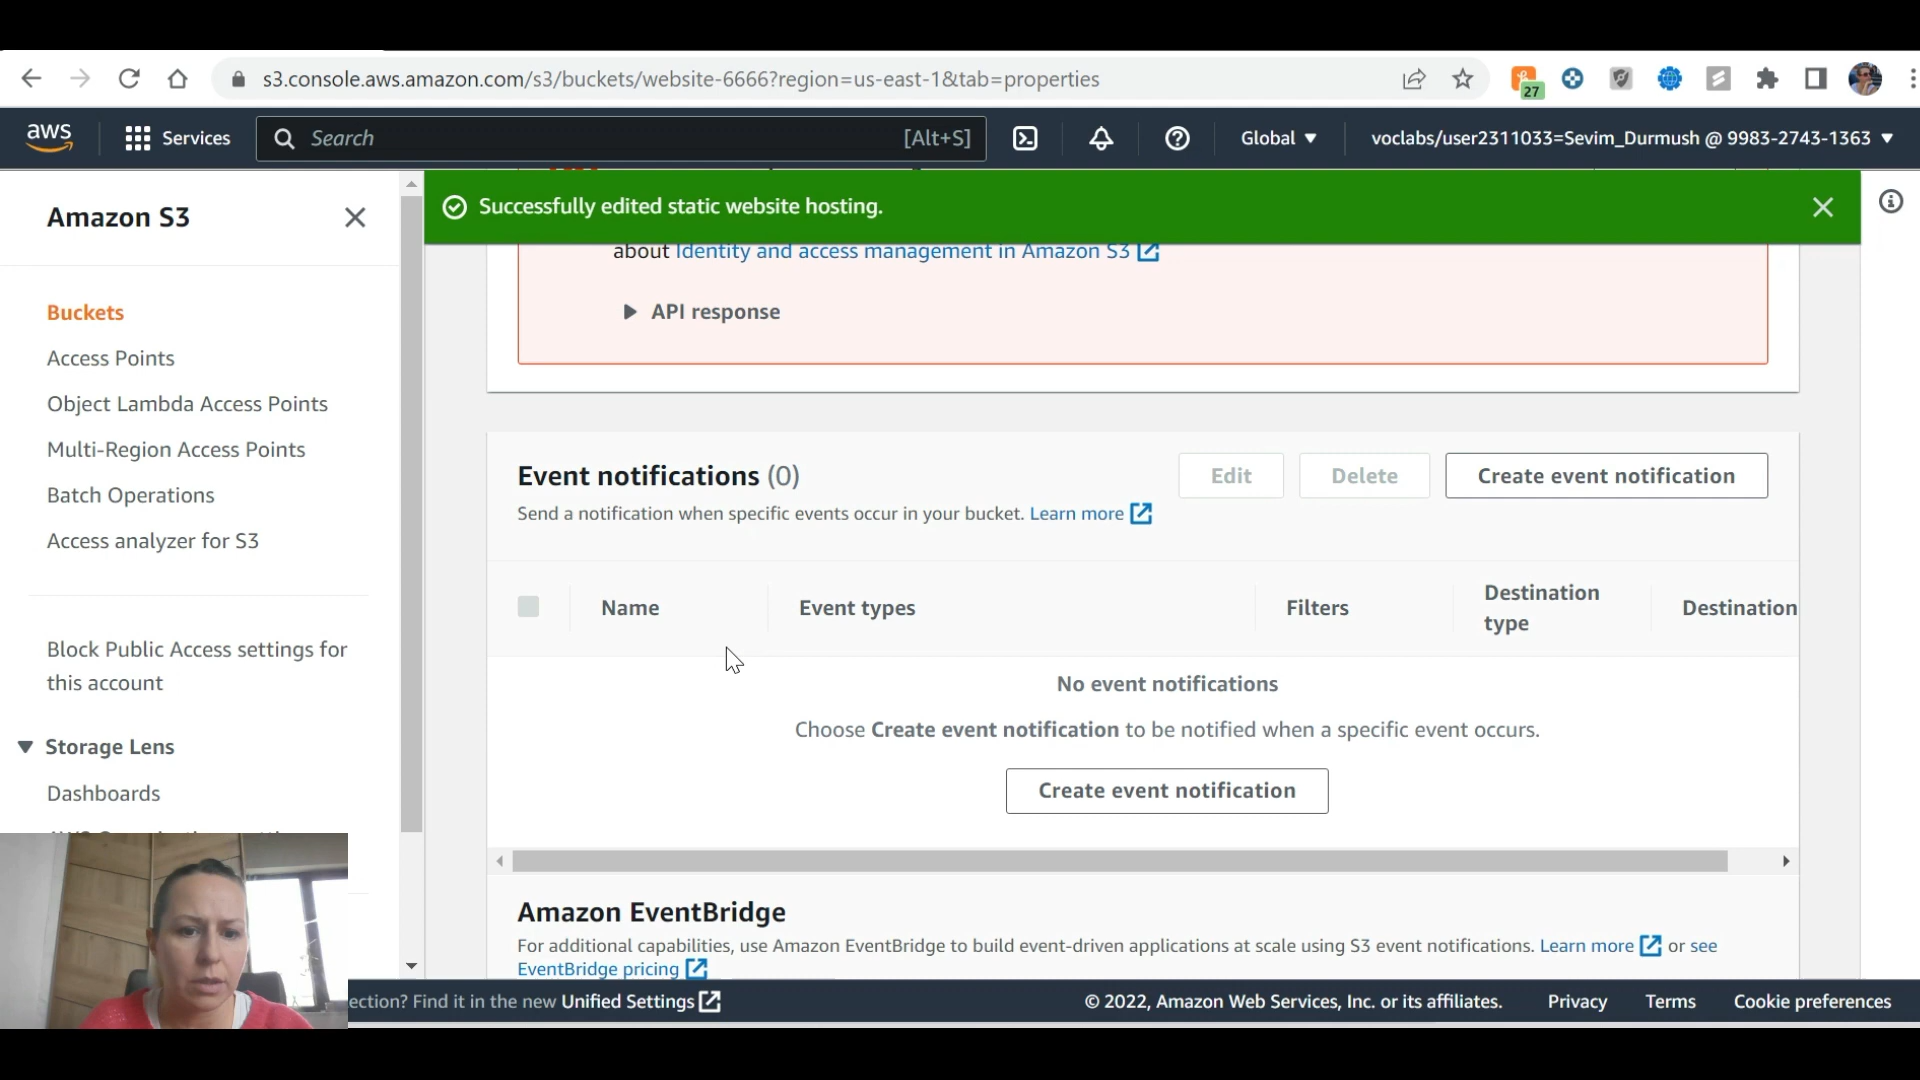 s3.console.aws.amazon.com/s3/buckets/website-6666?region=us-east-1&tab=properties
27
aws
Services
Search
[Alt+S]
Global
voclabs/user2311033=Sevim_Durmush @ 9983-2743-1363
Amazon S3
Successfully edited static website hosting.
about Identity and access management in Amazon S3
API response
Buckets
Access Points
Object Lambda Access Points
Multi-Region Access Points
Batch Operations
Access analyzer for S3
Block Public Access settings for
this account
Storage Lens
Dashboards
Event notifications (0)
Edit
Delete
Create event notification
Send a notification when specific events occur in your bucket. Learn more
Name
Event types
Filters
Destination
type
Destination
No event notifications
Choose Create event notification to be notified when a specific event occurs.
Create event notification
Amazon EventBridge
For additional capabilities, use Amazon EventBridge to build event-driven applications at scale using S3 event notifications. Learn more or see
EventBridge pricing
ection? Find it in the new Unified Settings
© 2022, Amazon Web Services, Inc. or its affiliates.
Privacy
Terms
Cookie preferences